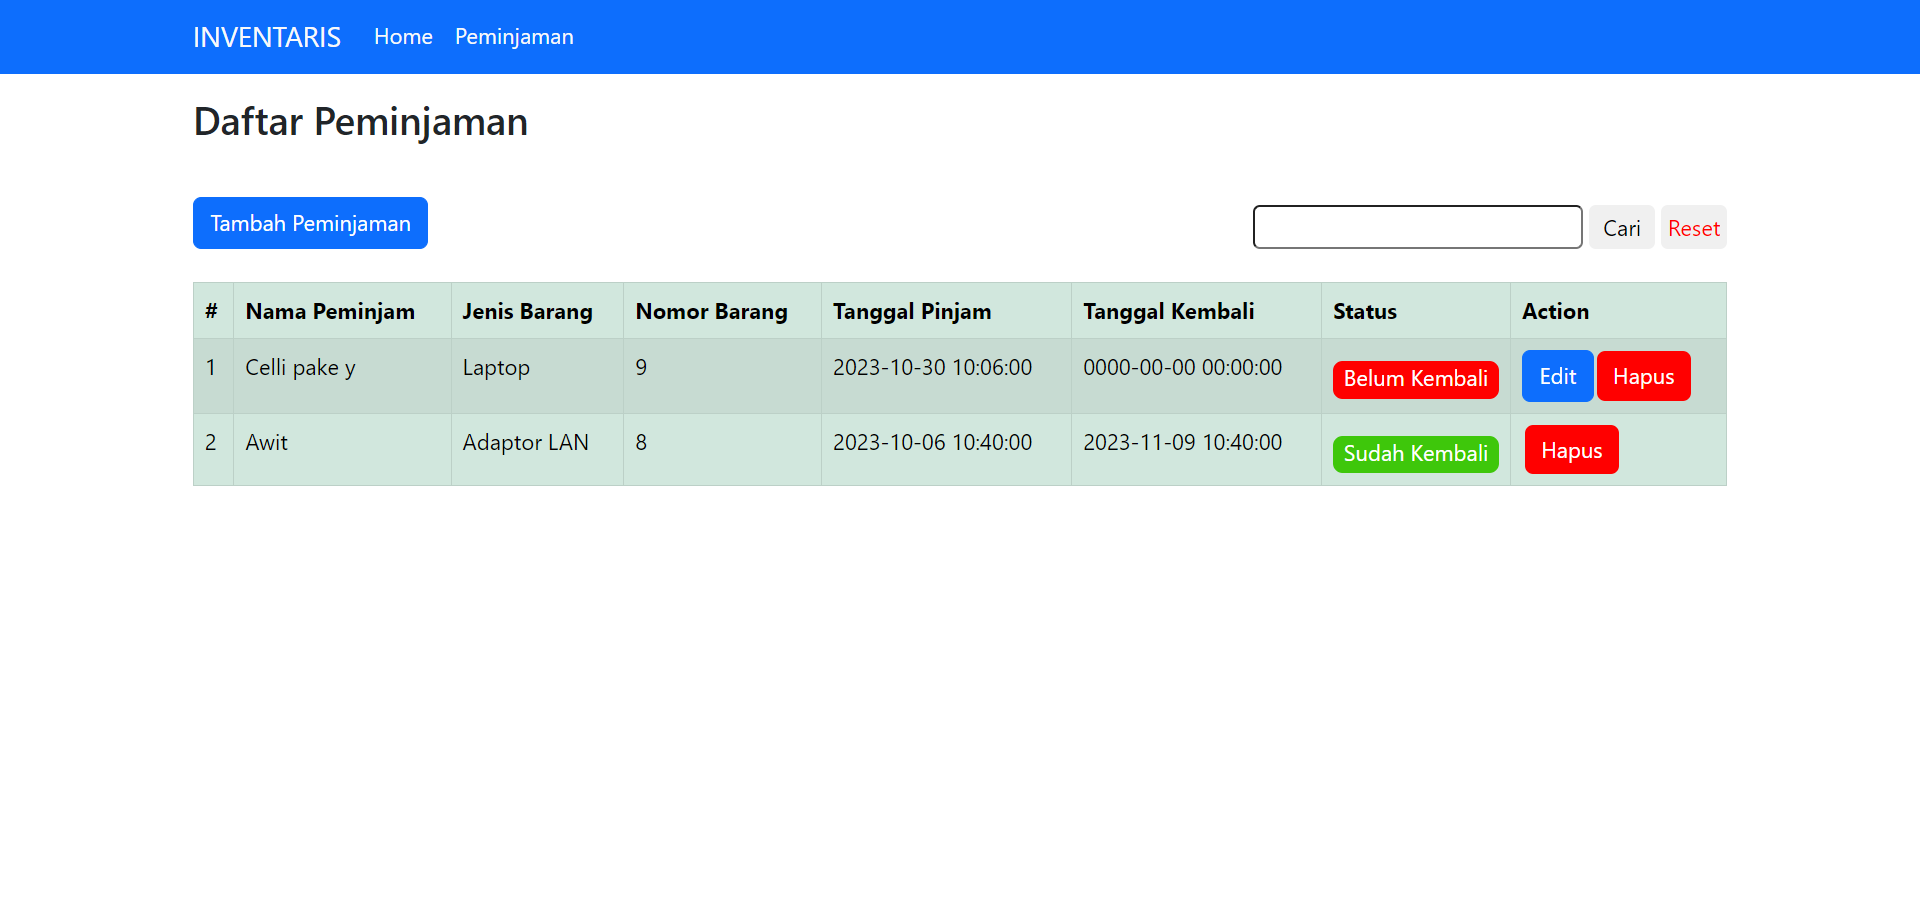 INVENTARIS Home Peminjaman
Daftar Peminjaman
Tambah Peminjaman Cari Reset
# Nama Peminjam Jenis Barang Nomor Barang Tanggal Pinjam Tanggal Kembali Status Action
1 Celli pake y Laptop 9 2023-10-30 10:06:00 0000-00-00 00:00:00 Belum Kembali Edit Hapus
2 Awit Adaptor LAN 8 2023-10-06 10:40:00 2023-11-09 10:40:00 Sudah Kembali Hapus